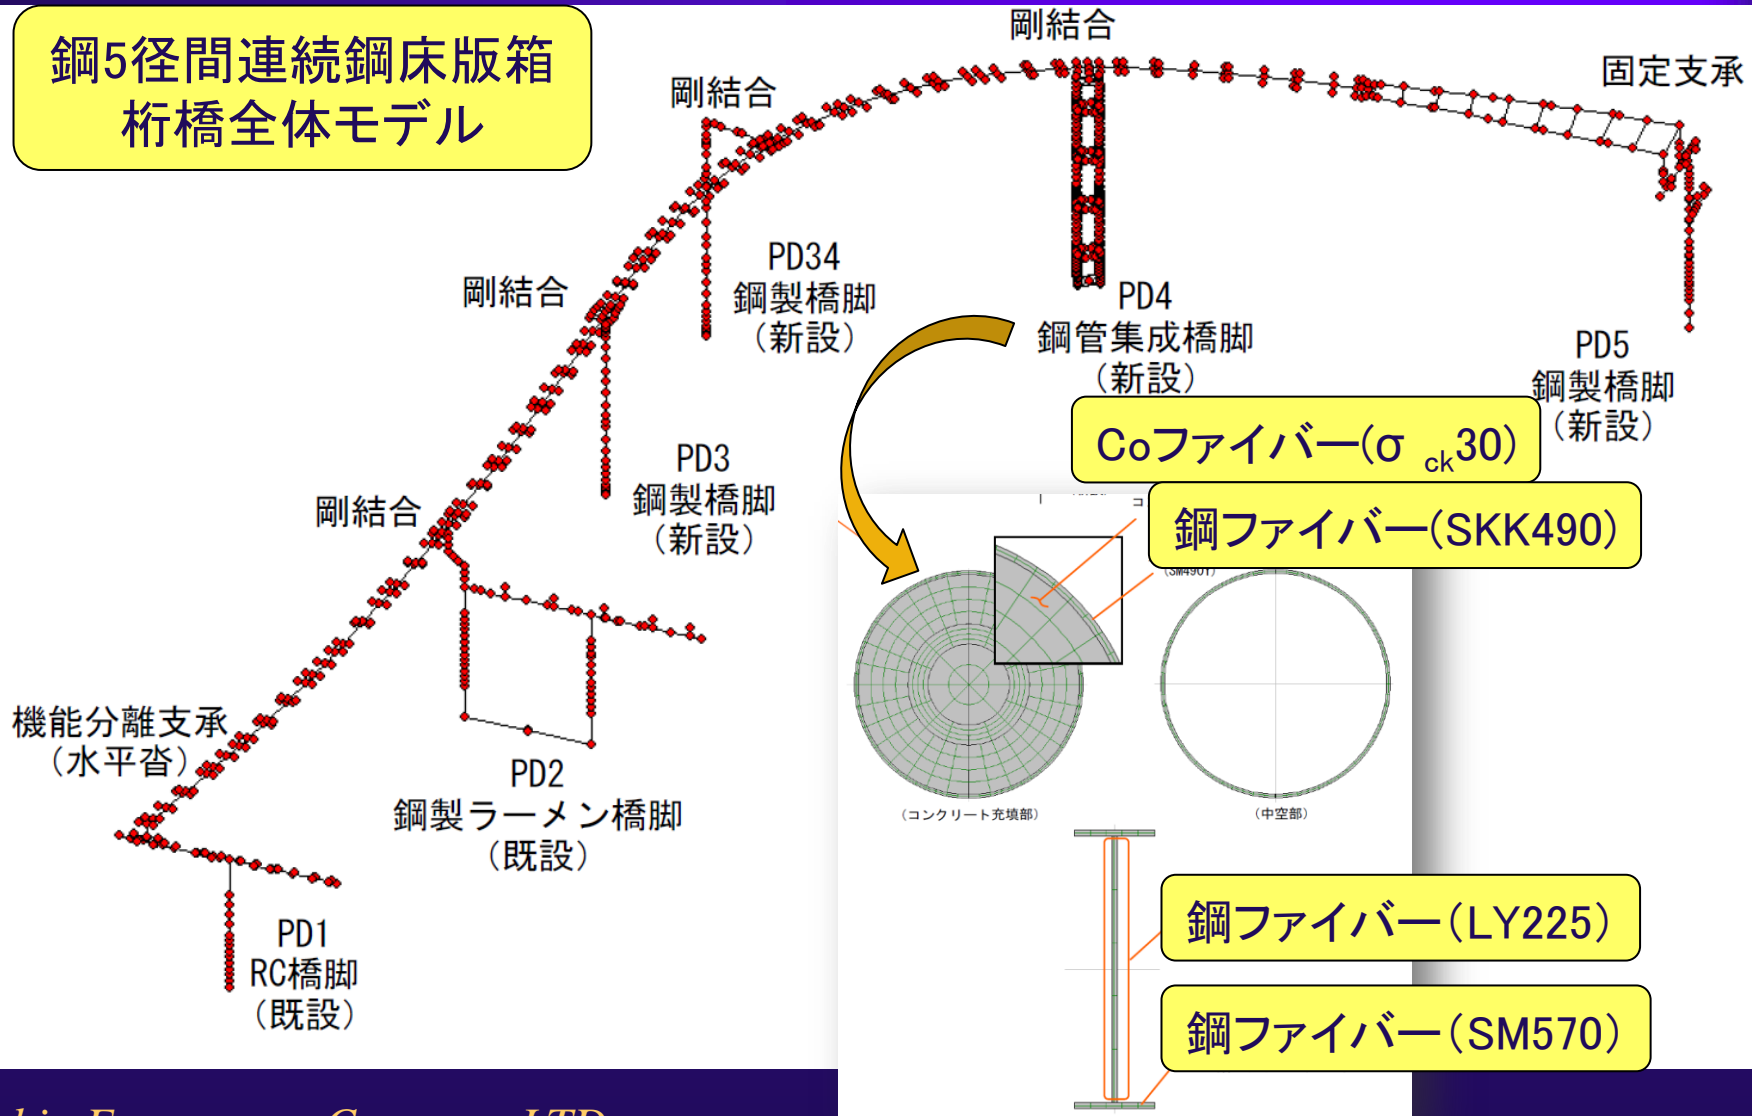 鋼5径間連続鋼床版箱
桁橋全体モデル
剛結合
剛結合
固定支承
剛結合
PD34
鋼製橋脚
（新設）
PD4
鋼管集成橋脚
（新設）
PD5
鋼製橋脚
（新設）
Coファイバー(σ ck30)
PD3
鋼製橋脚
（新設）
剛結合
鋼ファイバー(SKK490)
(SM490Y)
機能分離支承
（水平沓）
PD2
鋼製ラーメン橋脚
（既設）
（コンクリート充填部）
（中空部）
PD1
RC橋脚
（既設）
鋼ファイバー（LY225）
鋼ファイバー（SM570）